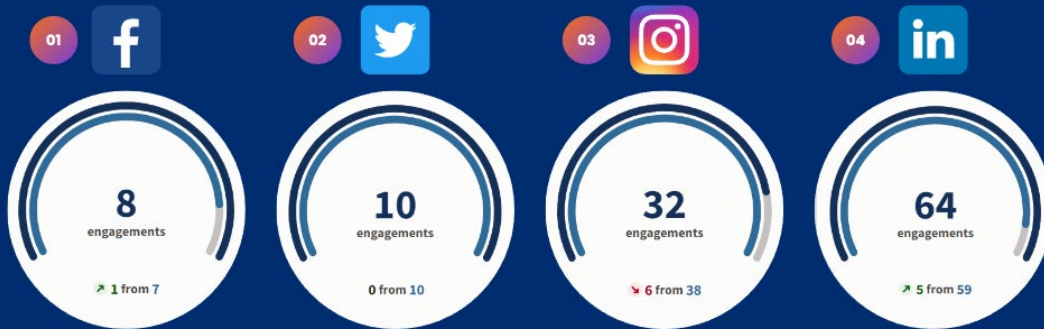 01
f
02
03
04
in
8
engagements
1 from 7
10
engagements
0 from 10
32
engagements
6 from 38
64
engagements
5 from 59